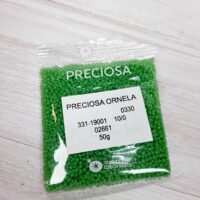 PRECIOSA
PRECIOSA ORNELA
0330
331-19001 10/0
02661
50g